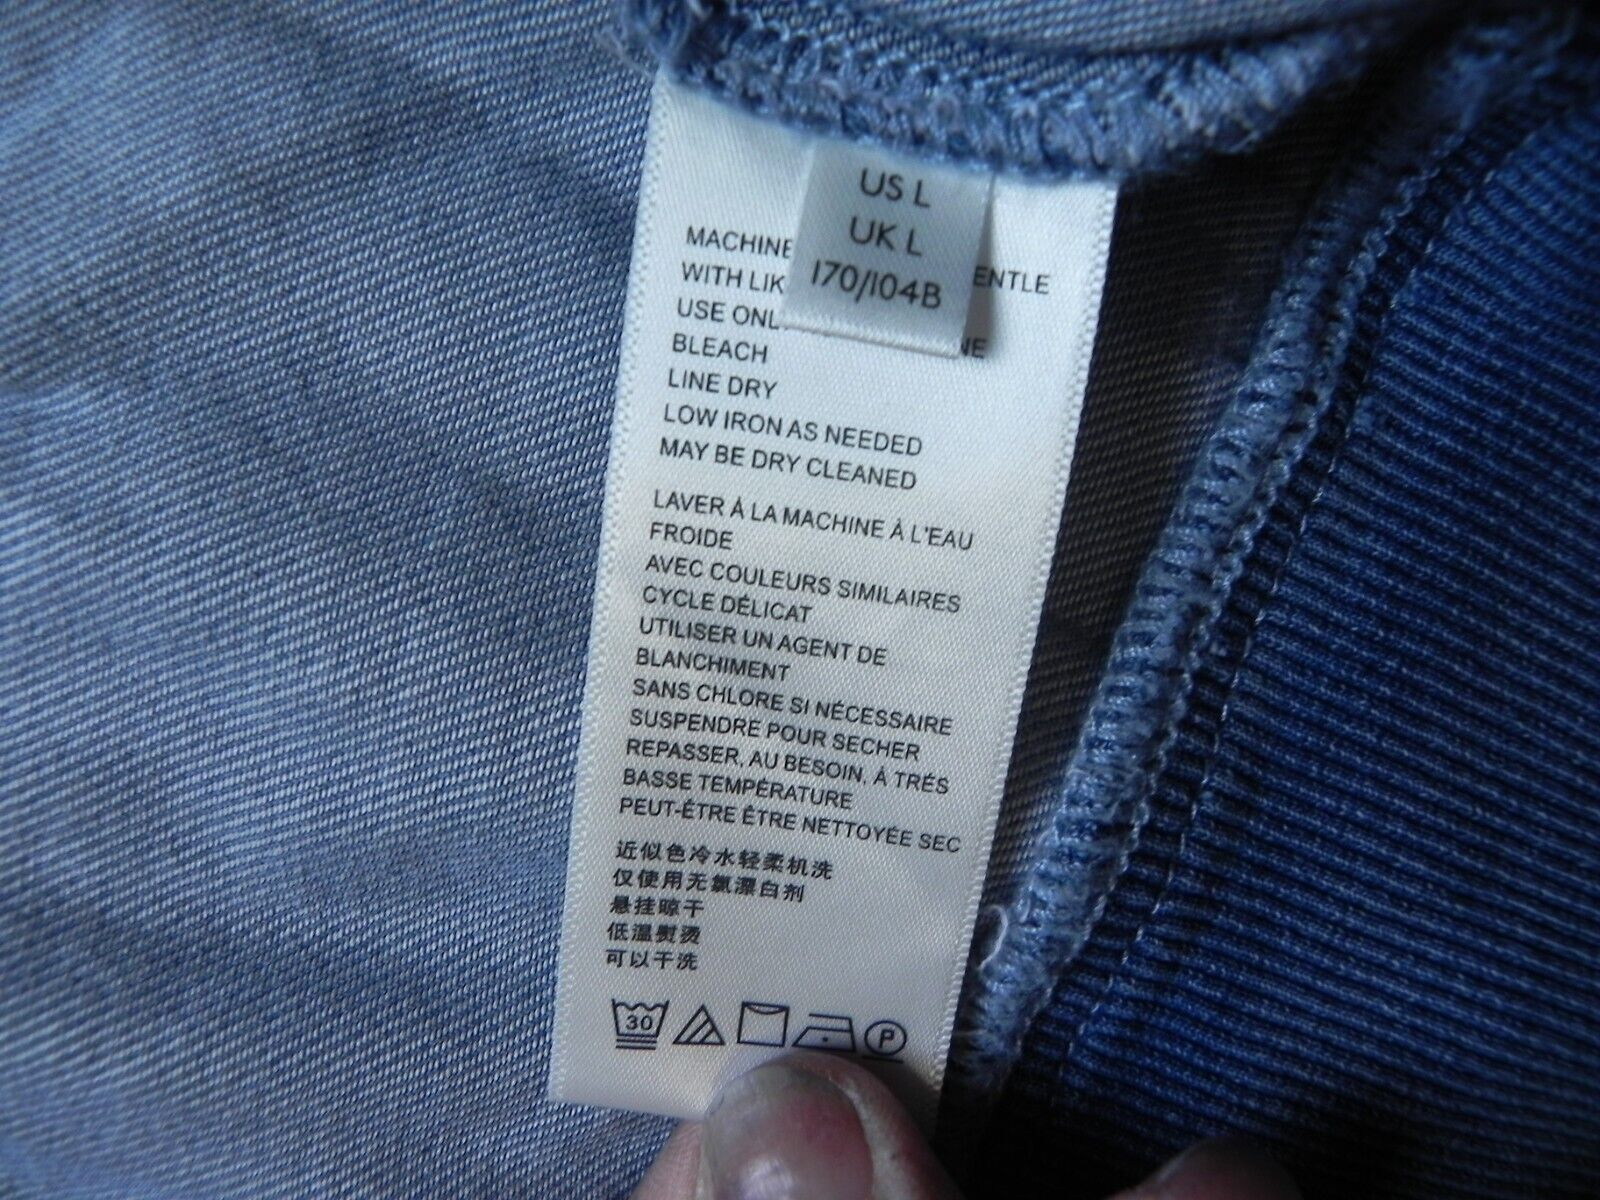 US L
UK L
170/104B
MACHINE
WITH LIK ENTLE
USE ONL NE
BLEACH
LINE DRY
LOW IRON AS NEEDED
MAY BE DRY CLEANED
LAVER À LA MACHINE À L'EAU
FROIDE
AVEC COULEURS SIMILAIRES
CYCLE DÉLICAT
UTILISER UN AGENT DE
BLANCHIMENT
SANS CHLORE SI NÉCESSAIRE
SUSPENDRE POUR SECHER
REPASSER, AU BESOIN, À TRÉS
BASSE TEMPÉRATURE
PEUT-ÊTRE ÊTRE NETTOYÉE SEC
近似色冷水轻柔机洗
仅使用无氯漂白剂
悬挂晾干
低温熨烫
可以干洗
30 P